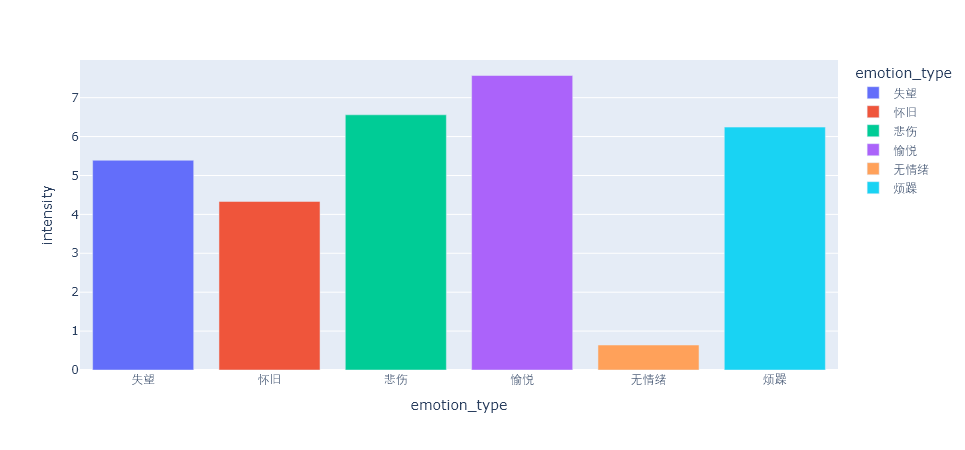 emotion_type
失望
怀旧
悲伤
愉悦
无情绪
烦躁
7
6
5
4
3
2
1
0
intensity
失望 怀旧 悲伤 愉悦 无情绪 烦躁
emotion_type